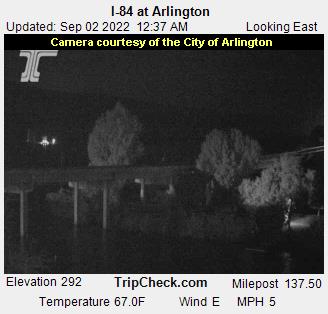 I-84 at Arlington
Updated: Sep 02 2022 12:37 AM Looking East
Camera courtesy of the City of Arlington
Elevation 292 TripCheck.com Milepost 137.50
Temperature 67.0F Wind E MPH 5